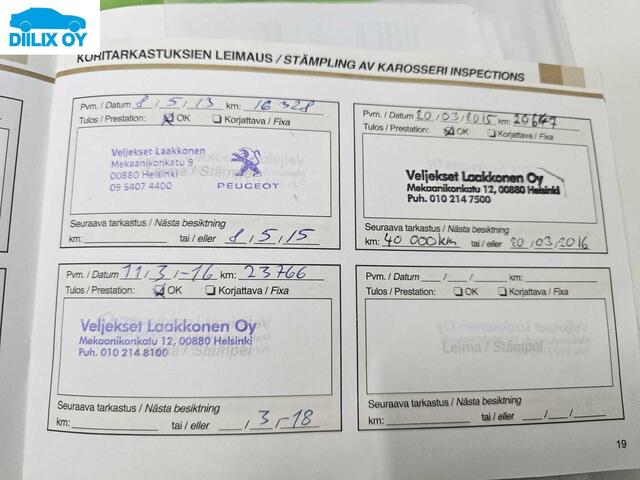 DIILIX OY
KORITARKASTUKSIEN LEIMAUS / STÄMPLING AV KAROSSERI INSPECTIONS
Pvm. / Datum 8 , 5 , 13 km: 16 328
Tulos / Prestation: OK Korjattava / Fixa
Veljekset Laakkonen
Mekaanikonkatu 9
00880 Helsinki
09 5407 4400
PEUGEOT
Seuraava tarkastus / Nästa besiktning
km: tai / eller 8 , 5 , 15
Pvm. / Datum 20 / 03 / 2015 km:
Tulos / Prestation: OK Korjattava / Fixa
Veljekset Laakkonen Oy
Mekaanikonkatu 12, 00880 Helsinki
Puh. 010 214 7500
Seuraava tarkastus / Nästa besiktning
km: 40 000km tai / eller 20 / 03 / 2016
Pvm. / Datum 11 / 3 / -16 km: 23766
Tulos / Prestation: OK Korjattava / Fixa
Veljekset Laakkonen Oy
Mekaanikonkatu 12, 00880 Helsinki
Puh. 010 214 8100
Seuraava tarkastus / Nästa besiktning
km: tai / eller / 3 / -18
Pvm. / Datum / / km:
Tulos / Prestation: OK Korjattava / Fixa
Leima / Stämpel
Seuraava tarkastus / Nästa besiktning
km: tai / eller / /
19